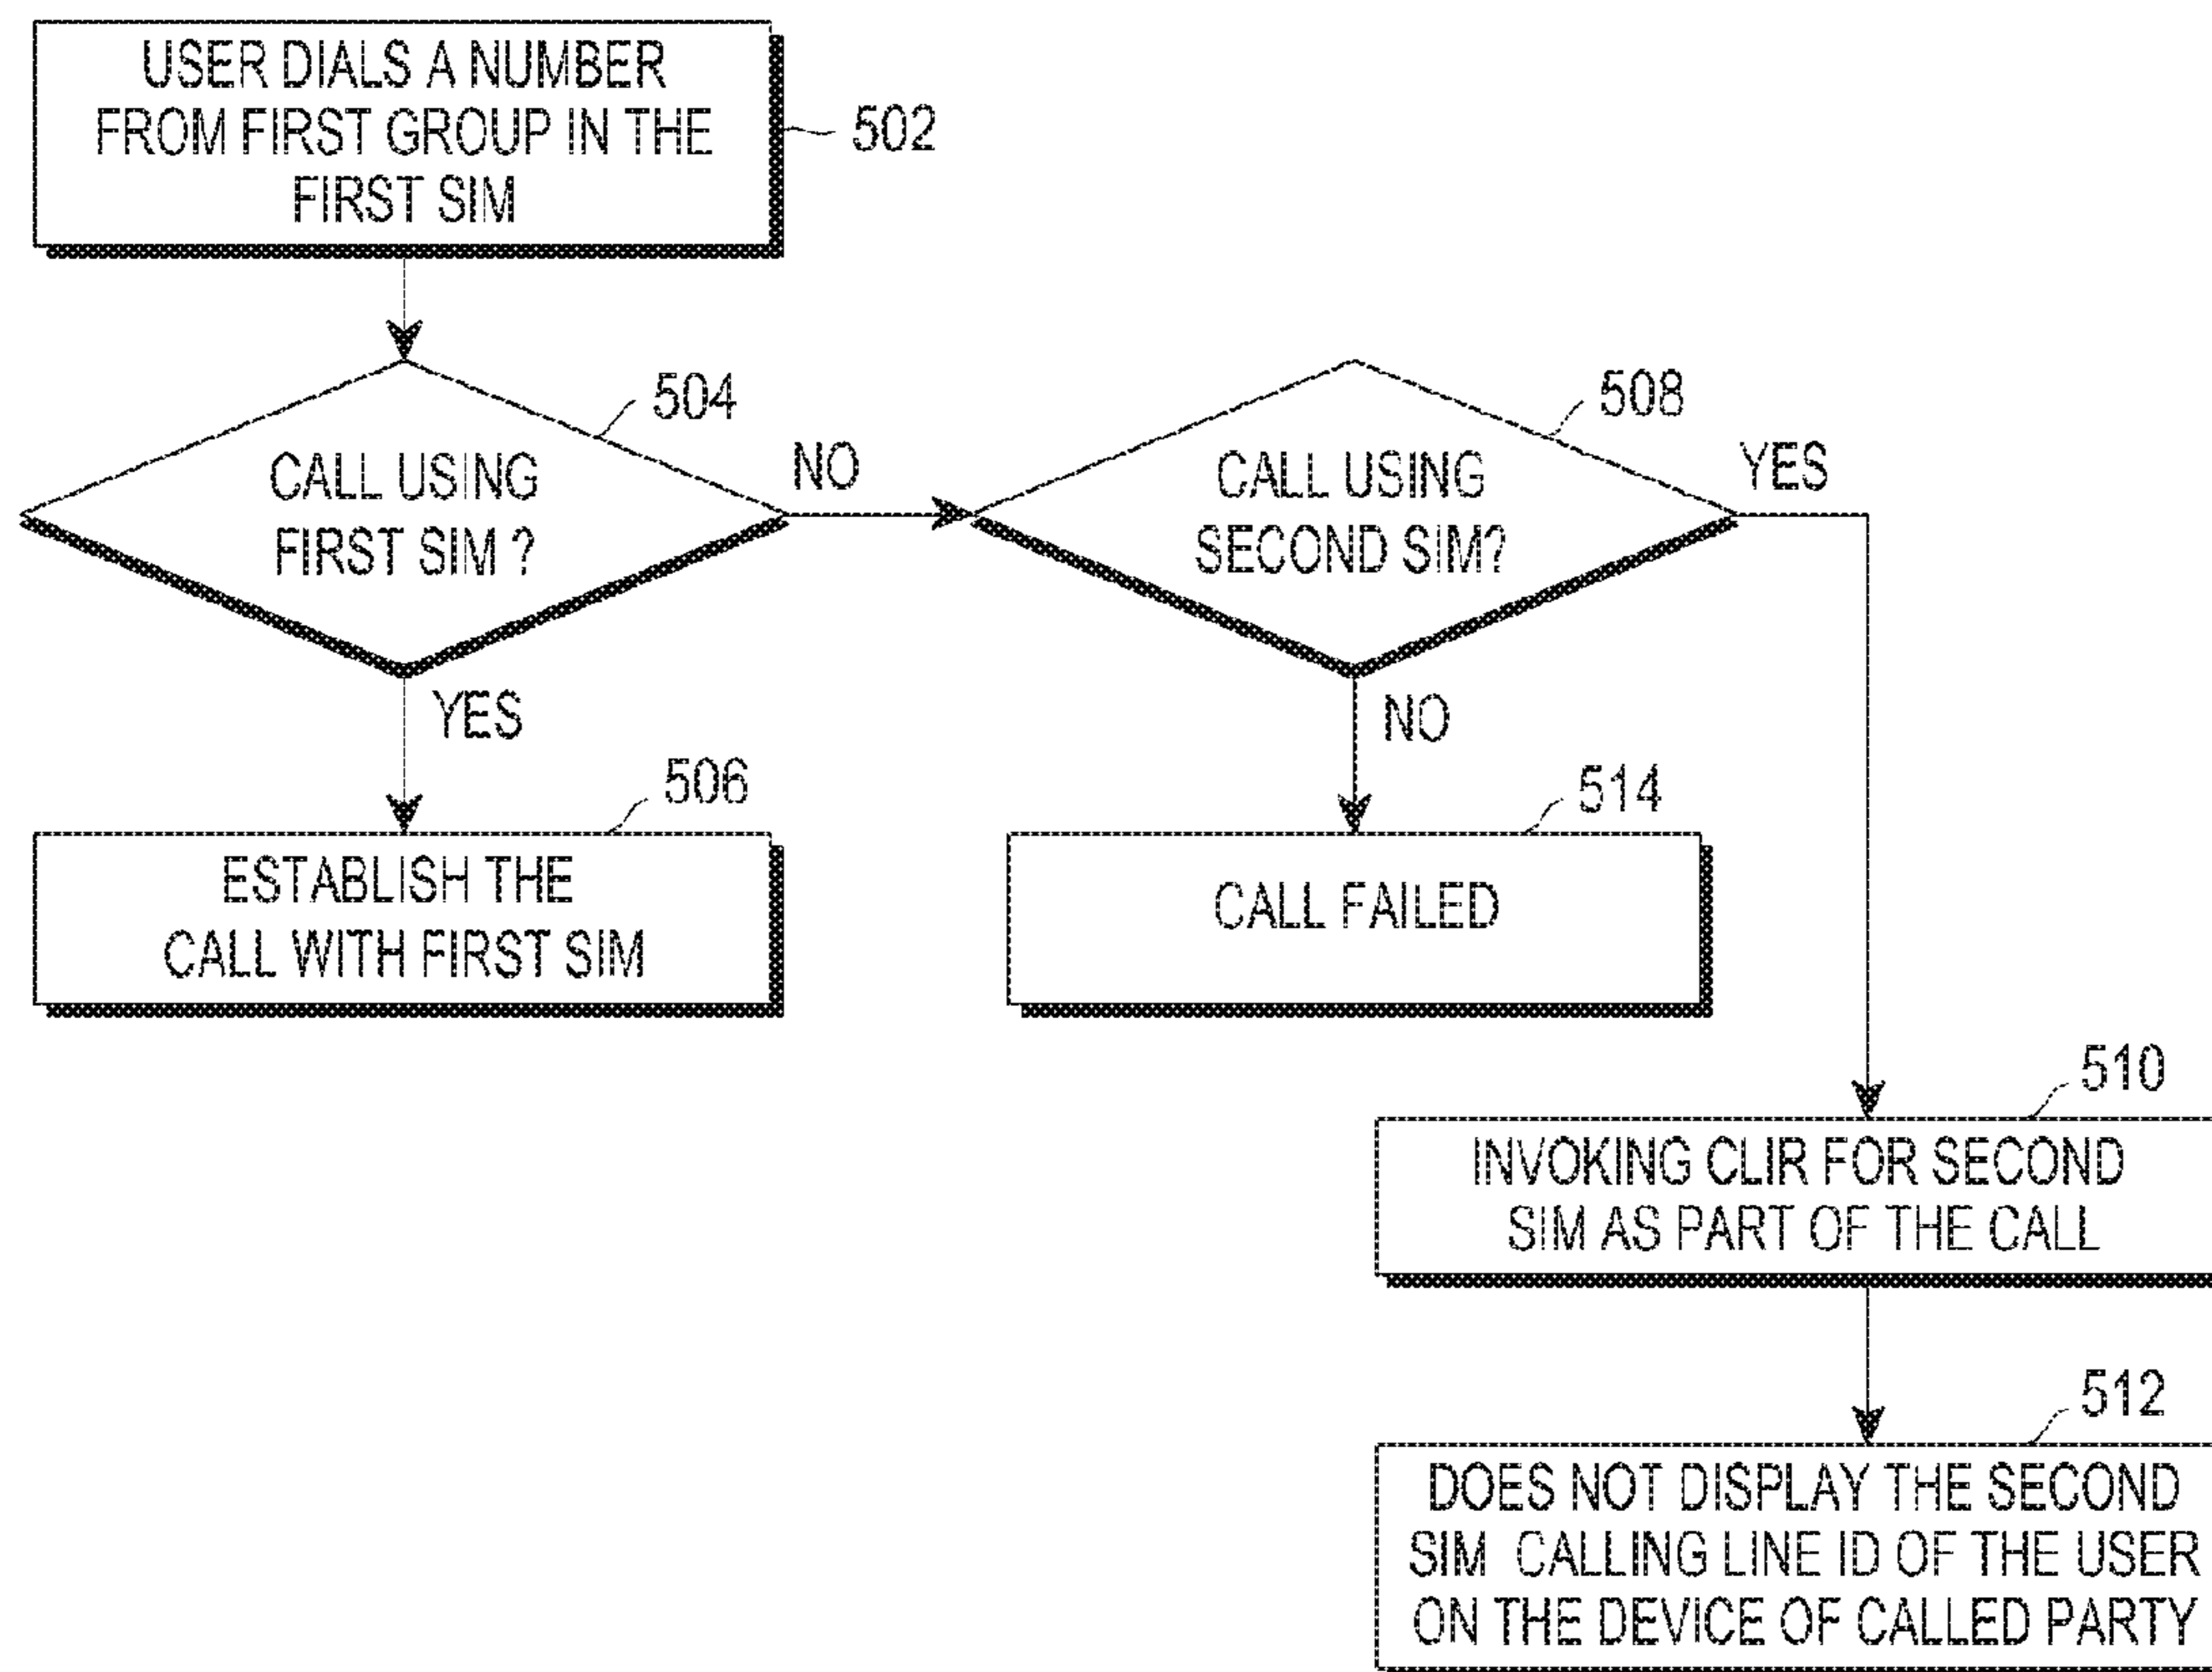 USER DIALS A NUMBER
FROM FIRST GROUP IN THE
FIRST SIM
502
504
CALL USING
FIRST SIM ?
NO
YES
508
CALL USING
SECOND SIM?
YES
NO
506
ESTABLISH THE
CALL WITH FIRST SIM
514
CALL FAILED
510
INVOKING CLIR FOR SECOND
SIM AS PART OF THE CALL
512
DOES NOT DISPLAY THE SECOND
SIM CALLING LINE ID OF THE USER
ON THE DEVICE OF CALLED PARTY